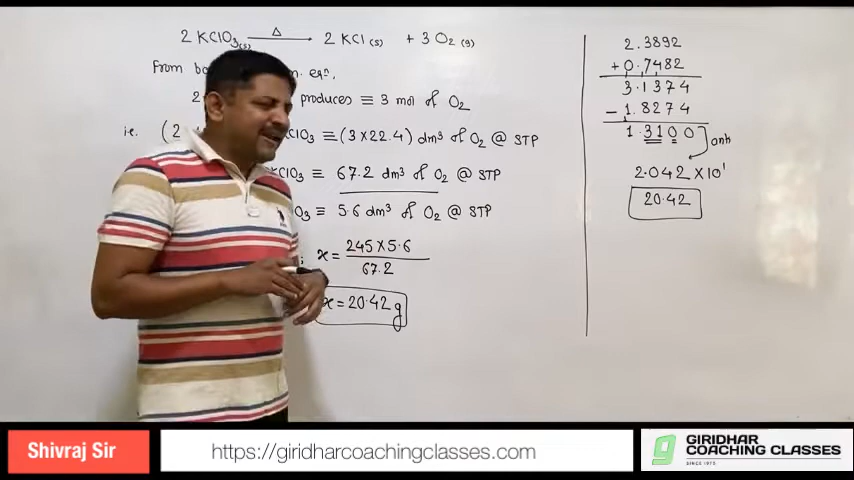 2 KClO₃(s) —Δ→ 2 KCl (s) + 3 O₂ (g)
From n. eqⁿ.
2 produces ≡ 3 mol of O₂
i.e. (2 KClO₃ ≡ (3×22.4) dm³ of O₂ @ STP
KClO₃ ≡ 67.2 dm³ of O₂ @ STP
O₃ ≡ 5.6 dm³ of O₂ @ STP
; x = 245×5.6
67.2
x = 20.42 g
2.3892
+ 0.7482
3.1374
- 1.8274
1.3100
2.042 × 10¹
20.42
Shivraj Sir
https://giridharcoachingclasses.com
GIRIDHAR
COACHING CLASSES
SINCE 1975